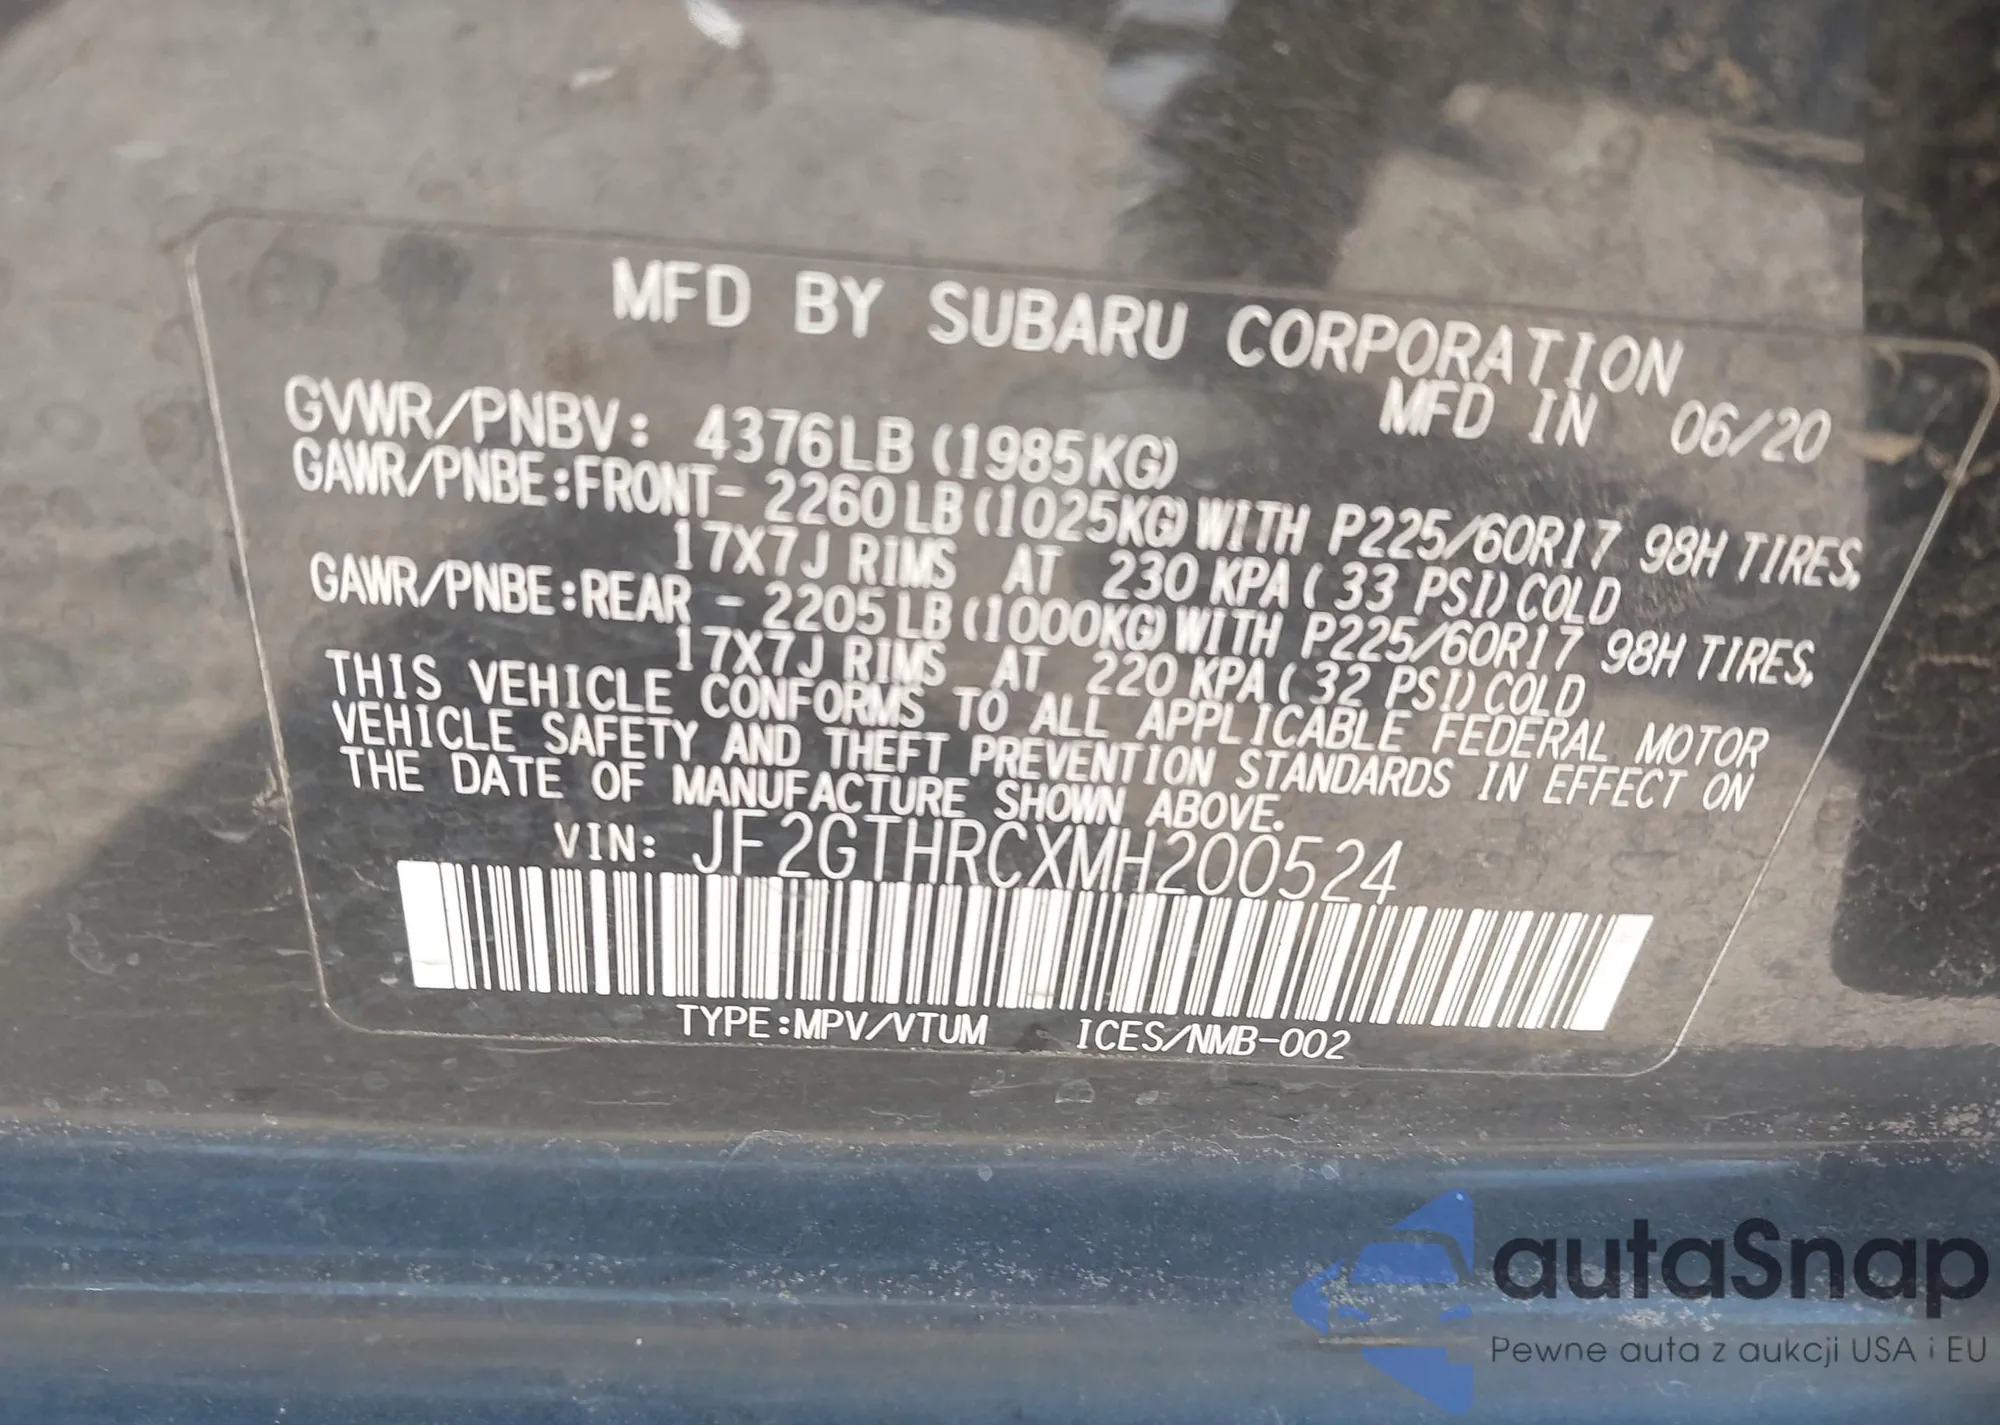 MFD BY SUBARU CORPORATION
MFD IN 06/20
GVWR/PNBV: 4376LB (1985KG)
GAWR/PNBE:FRONT- 2260 LB (1025KG) WITH P225/60R17 98H TIRES,
17X7J RIMS AT 230 KPA ( 33 PSI) COLD
GAWR/PNBE:REAR - 2205 LB (1000KG) WITH P225/60R17 98H TIRES,
17X7J RIMS AT 220 KPA ( 32 PSI) COLD
THIS VEHICLE CONFORMS TO ALL APPLICABLE FEDERAL MOTOR
VEHICLE SAFETY AND THEFT PREVENTION STANDARDS IN EFFECT ON
THE DATE OF MANUFACTURE SHOWN ABOVE.
VIN: JF2GTHRCXMH200524
TYPE:MPV/VTUM ICES/NMB-002
autaSnap
Pewne auta z aukcji USA i EU